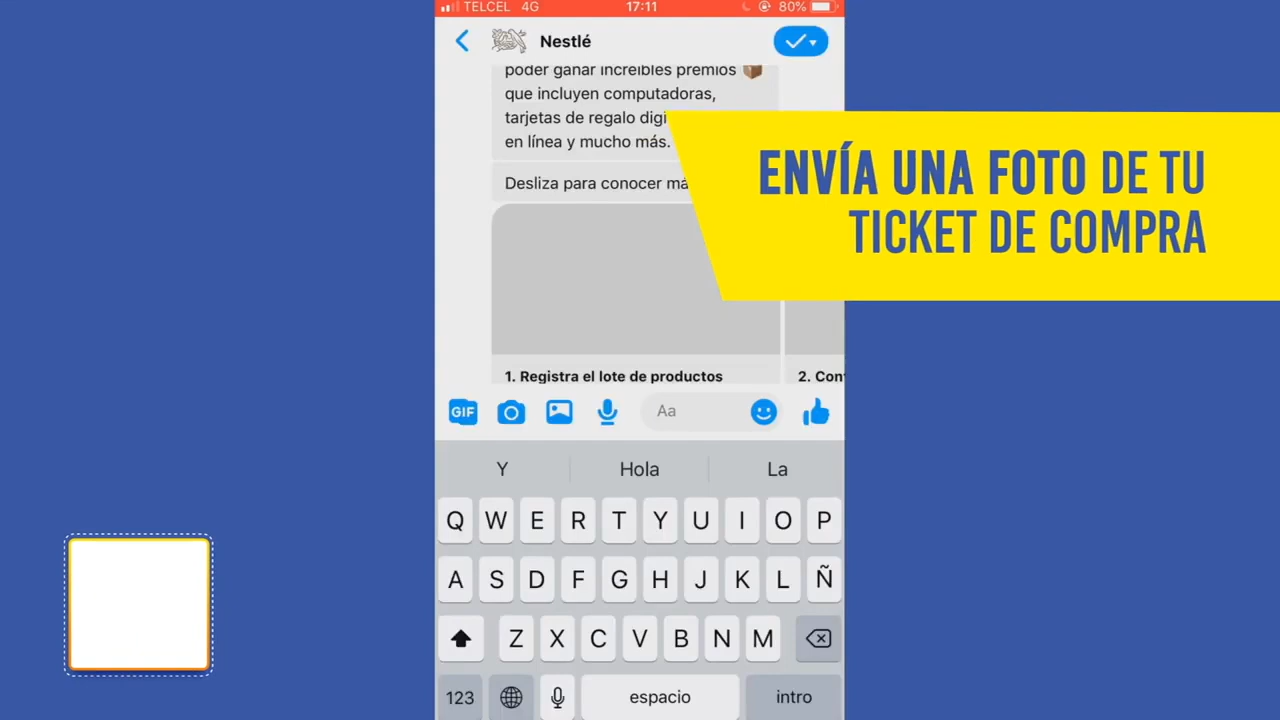 TELCEL 4G 17:11 80%
Nestlé
poder ganar increíbles premios
que incluyen computadoras,
tarjetas de regalo digi
en línea y mucho más.
Desliza para conocer má
ENVÍA UNA FOTO DE TU
TICKET DE COMPRA
1. Registra el lote de productos
2. Con
GIF
Aa
Y Hola La
Q W E R T Y U I O P
A S D F G H J K L Ñ
Z X C V B N M
123 espacio intro